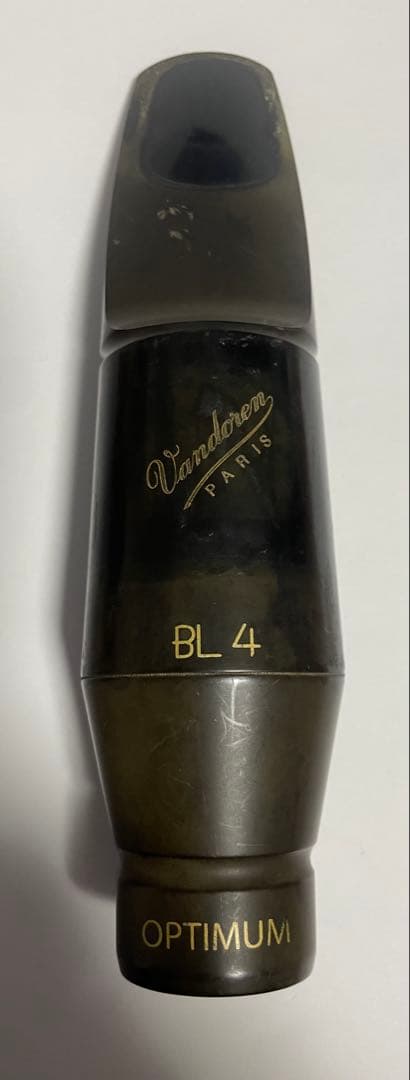 Vandoren
PARIS
BL 4
OPTIMUM